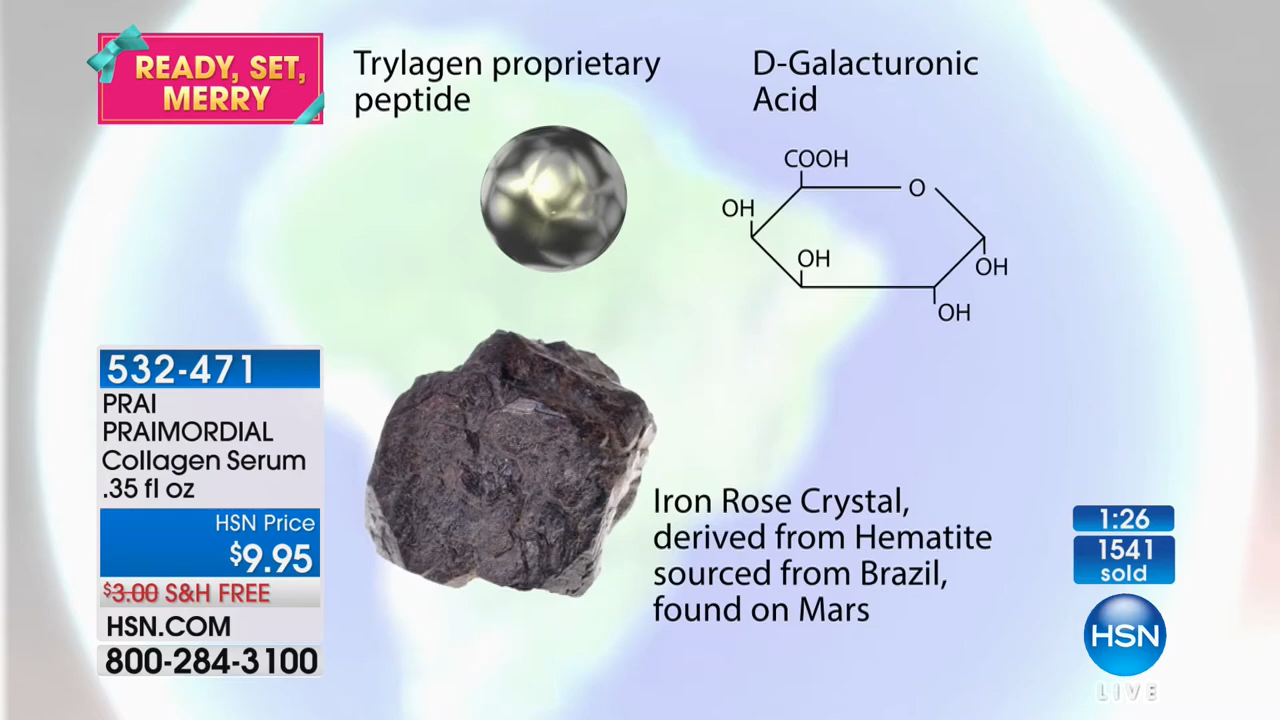 READY, SET,
MERRY
Trylagen proprietary
peptide
D-Galacturonic
Acid
COOH
O
OH
OH
OH
OH
532-471
PRAI
PRAIMORDIAL
Collagen Serum
.35 fl oz
HSN Price
$9.95
$3.00 S&H FREE
HSN.COM
800-284-3100
Iron Rose Crystal,
derived from Hematite
sourced from Brazil,
found on Mars
1:26
1541
sold
HSN
LIVE